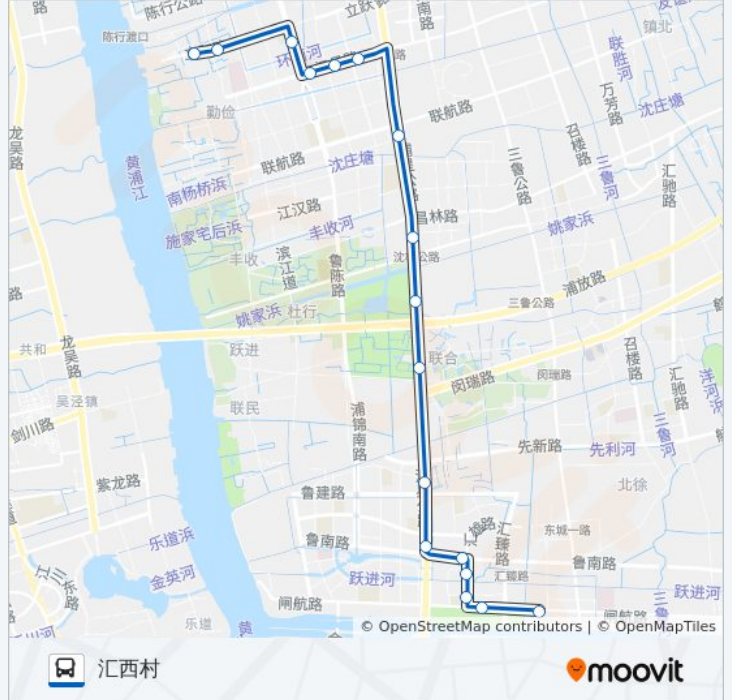 路
陈行公路
立跃路
南路
陈行渡口
镇北
联胜河
万芳路
沈庄塘
联航路
勤俭
龙吴路
黄浦江
联航路
沈庄塘
三鲁公路
召楼路
三鲁河
汇驰路
南杨桥浜
江汉路
昌林路
施家宅后浜
丰收河
姚家浜
丰收
滨江道
鲁陈路
浦放路
路
三鲁公路
姚家浜
杜行
共和
龙吴路
跃进
联合
闵瑞路
闵瑞路
召楼路
汇驰路
洋河
吴泾镇
联民
浦锦南路
剑川路
先新路
先利河
三鲁河
紫龙路
鲁建路
北徐
乐道浜
鲁南路
汇臻路
东城一路
鲁南路
江川路
金英河
跃进河
汇臻路
跃进河
闸航路
闸航路
乐道
© OpenStreetMap contributors | © OpenMapTiles
汇西村
moovit